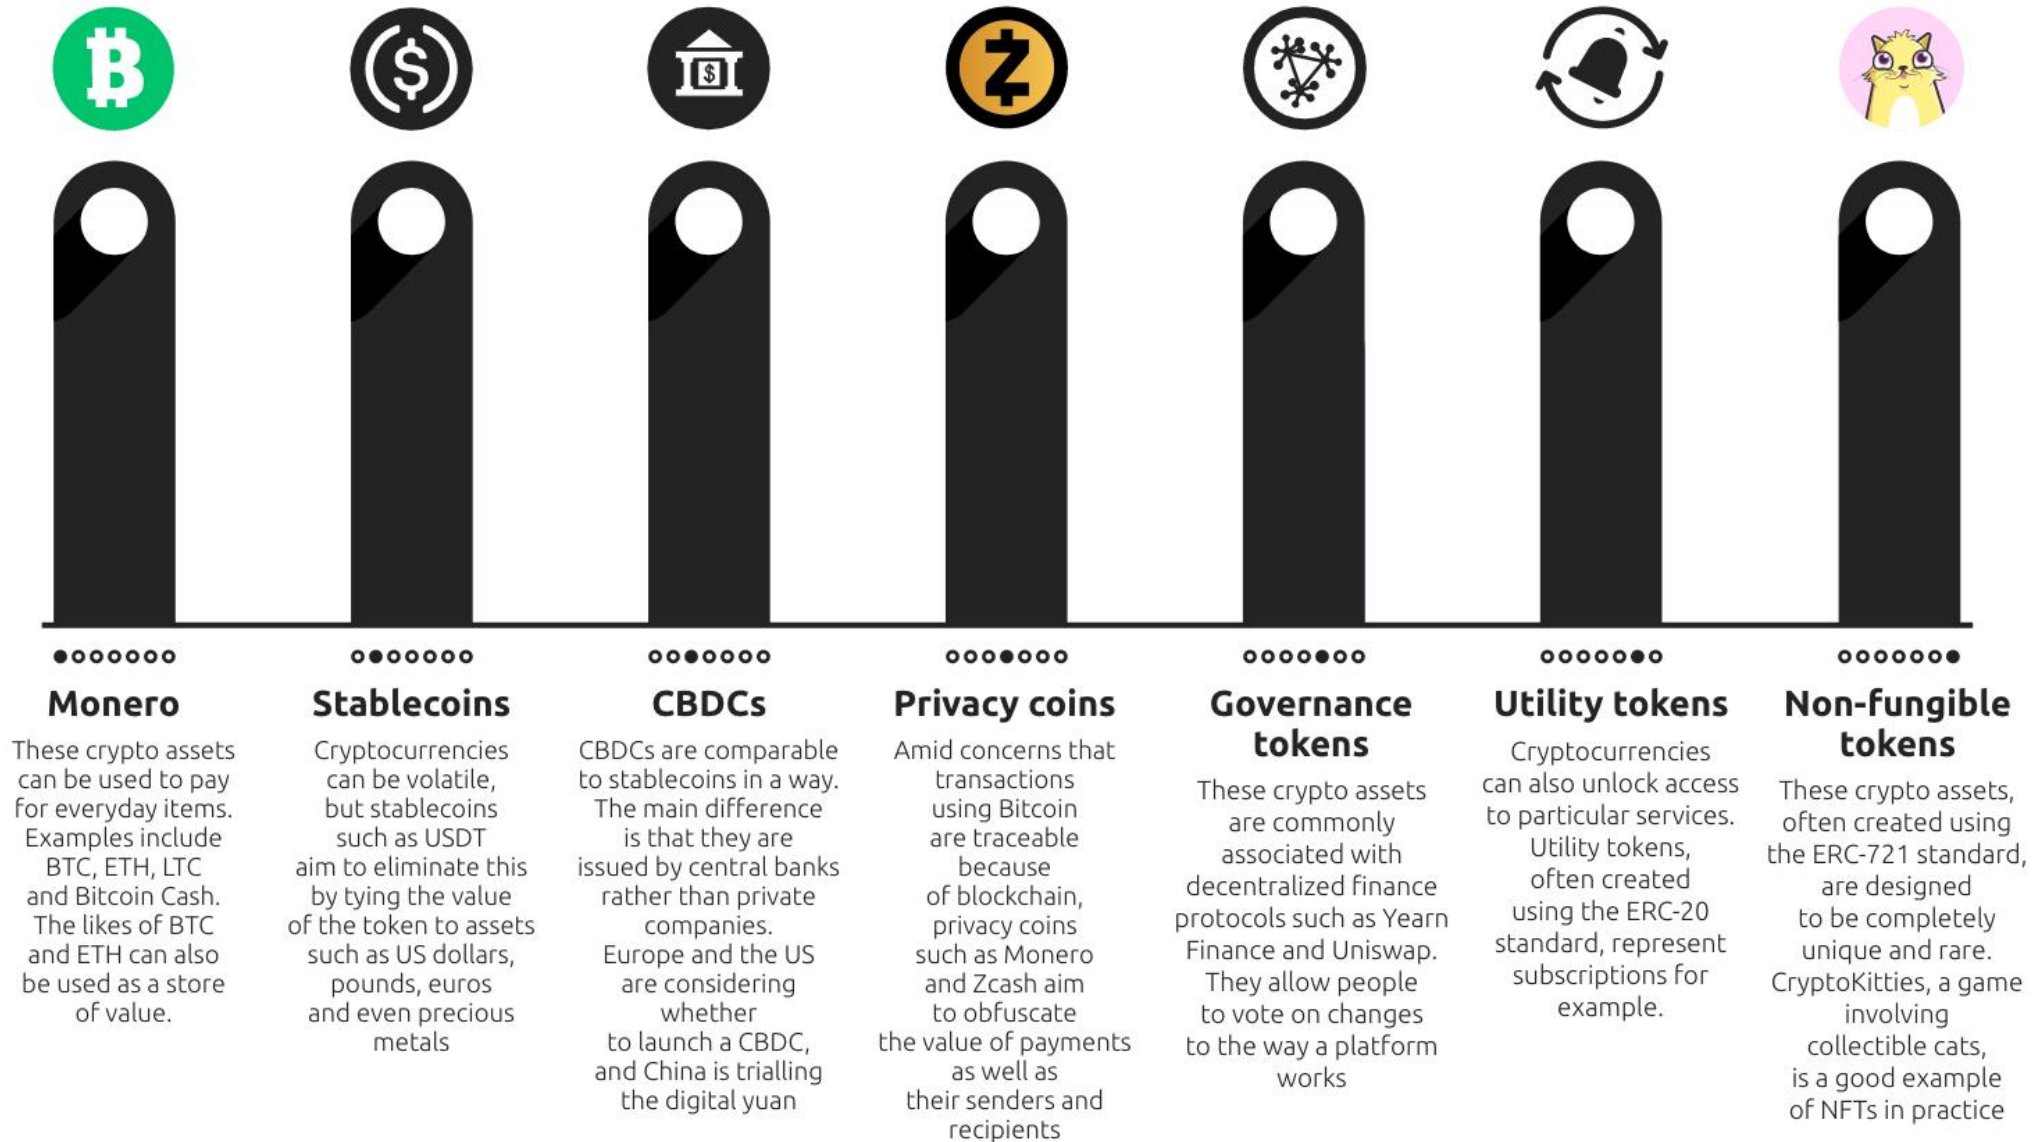 Monero
These crypto assets
can be used to pay
for everyday items.
Examples include
BTC, ETH, LTC
and Bitcoin Cash.
The likes of BTC
and ETH can also
be used as a store
of value.
Stablecoins
Cryptocurrencies
can be volatile,
but stablecoins
such as USDT
aim to eliminate this
by tying the value
of the token to assets
such as US dollars,
pounds, euros
and even precious
metals
CBDCs
CBDCs are comparable
to stablecoins in a way.
The main difference
is that they are
issued by central banks
rather than private
companies.
Europe and the US
are considering
whether
to launch a CBDC,
and China is trialling
the digital yuan
Privacy coins
Amid concerns that
transactions
using Bitcoin
are traceable
because
of blockchain,
privacy coins
such as Monero
and Zcash aim
to obfuscate
the value of payments
as well as
their senders and
recipients
Governance
tokens
These crypto assets
are commonly
associated with
decentralized finance
protocols such as Yearn
Finance and Uniswap.
They allow people
to vote on changes
to the way a platform
works
Utility tokens
Cryptocurrencies
can also unlock access
to particular services.
Utility tokens,
often created
using the ERC-20
standard, represent
subscriptions for
example.
Non-fungible
tokens
These crypto assets,
often created using
the ERC-721 standard,
are designed
to be completely
unique and rare.
CryptoKitties, a game
involving
collectible cats,
is a good example
of NFTs in practice